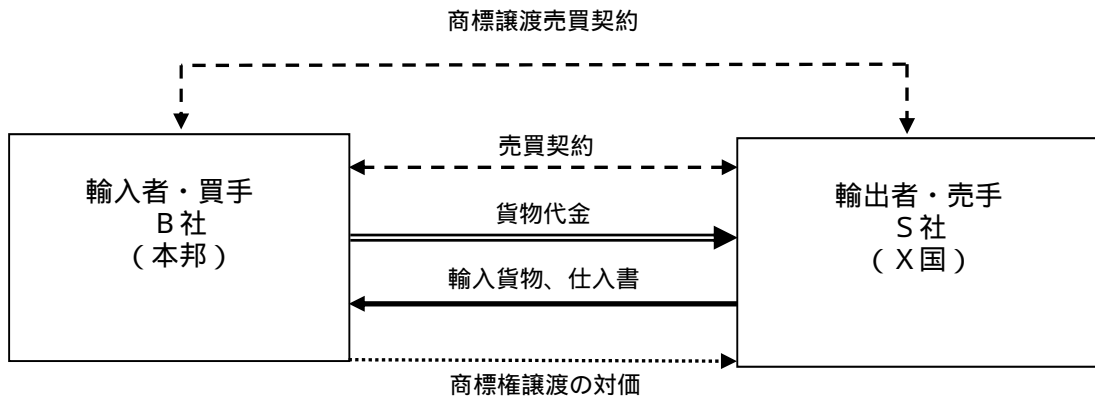 商標譲渡売買契約
売買契約
輸入者・買手
B社
(本邦)
貨物代金
輸入貨物、仕入書
輸出者・売手
S社
(X国)
商標権譲渡の対価